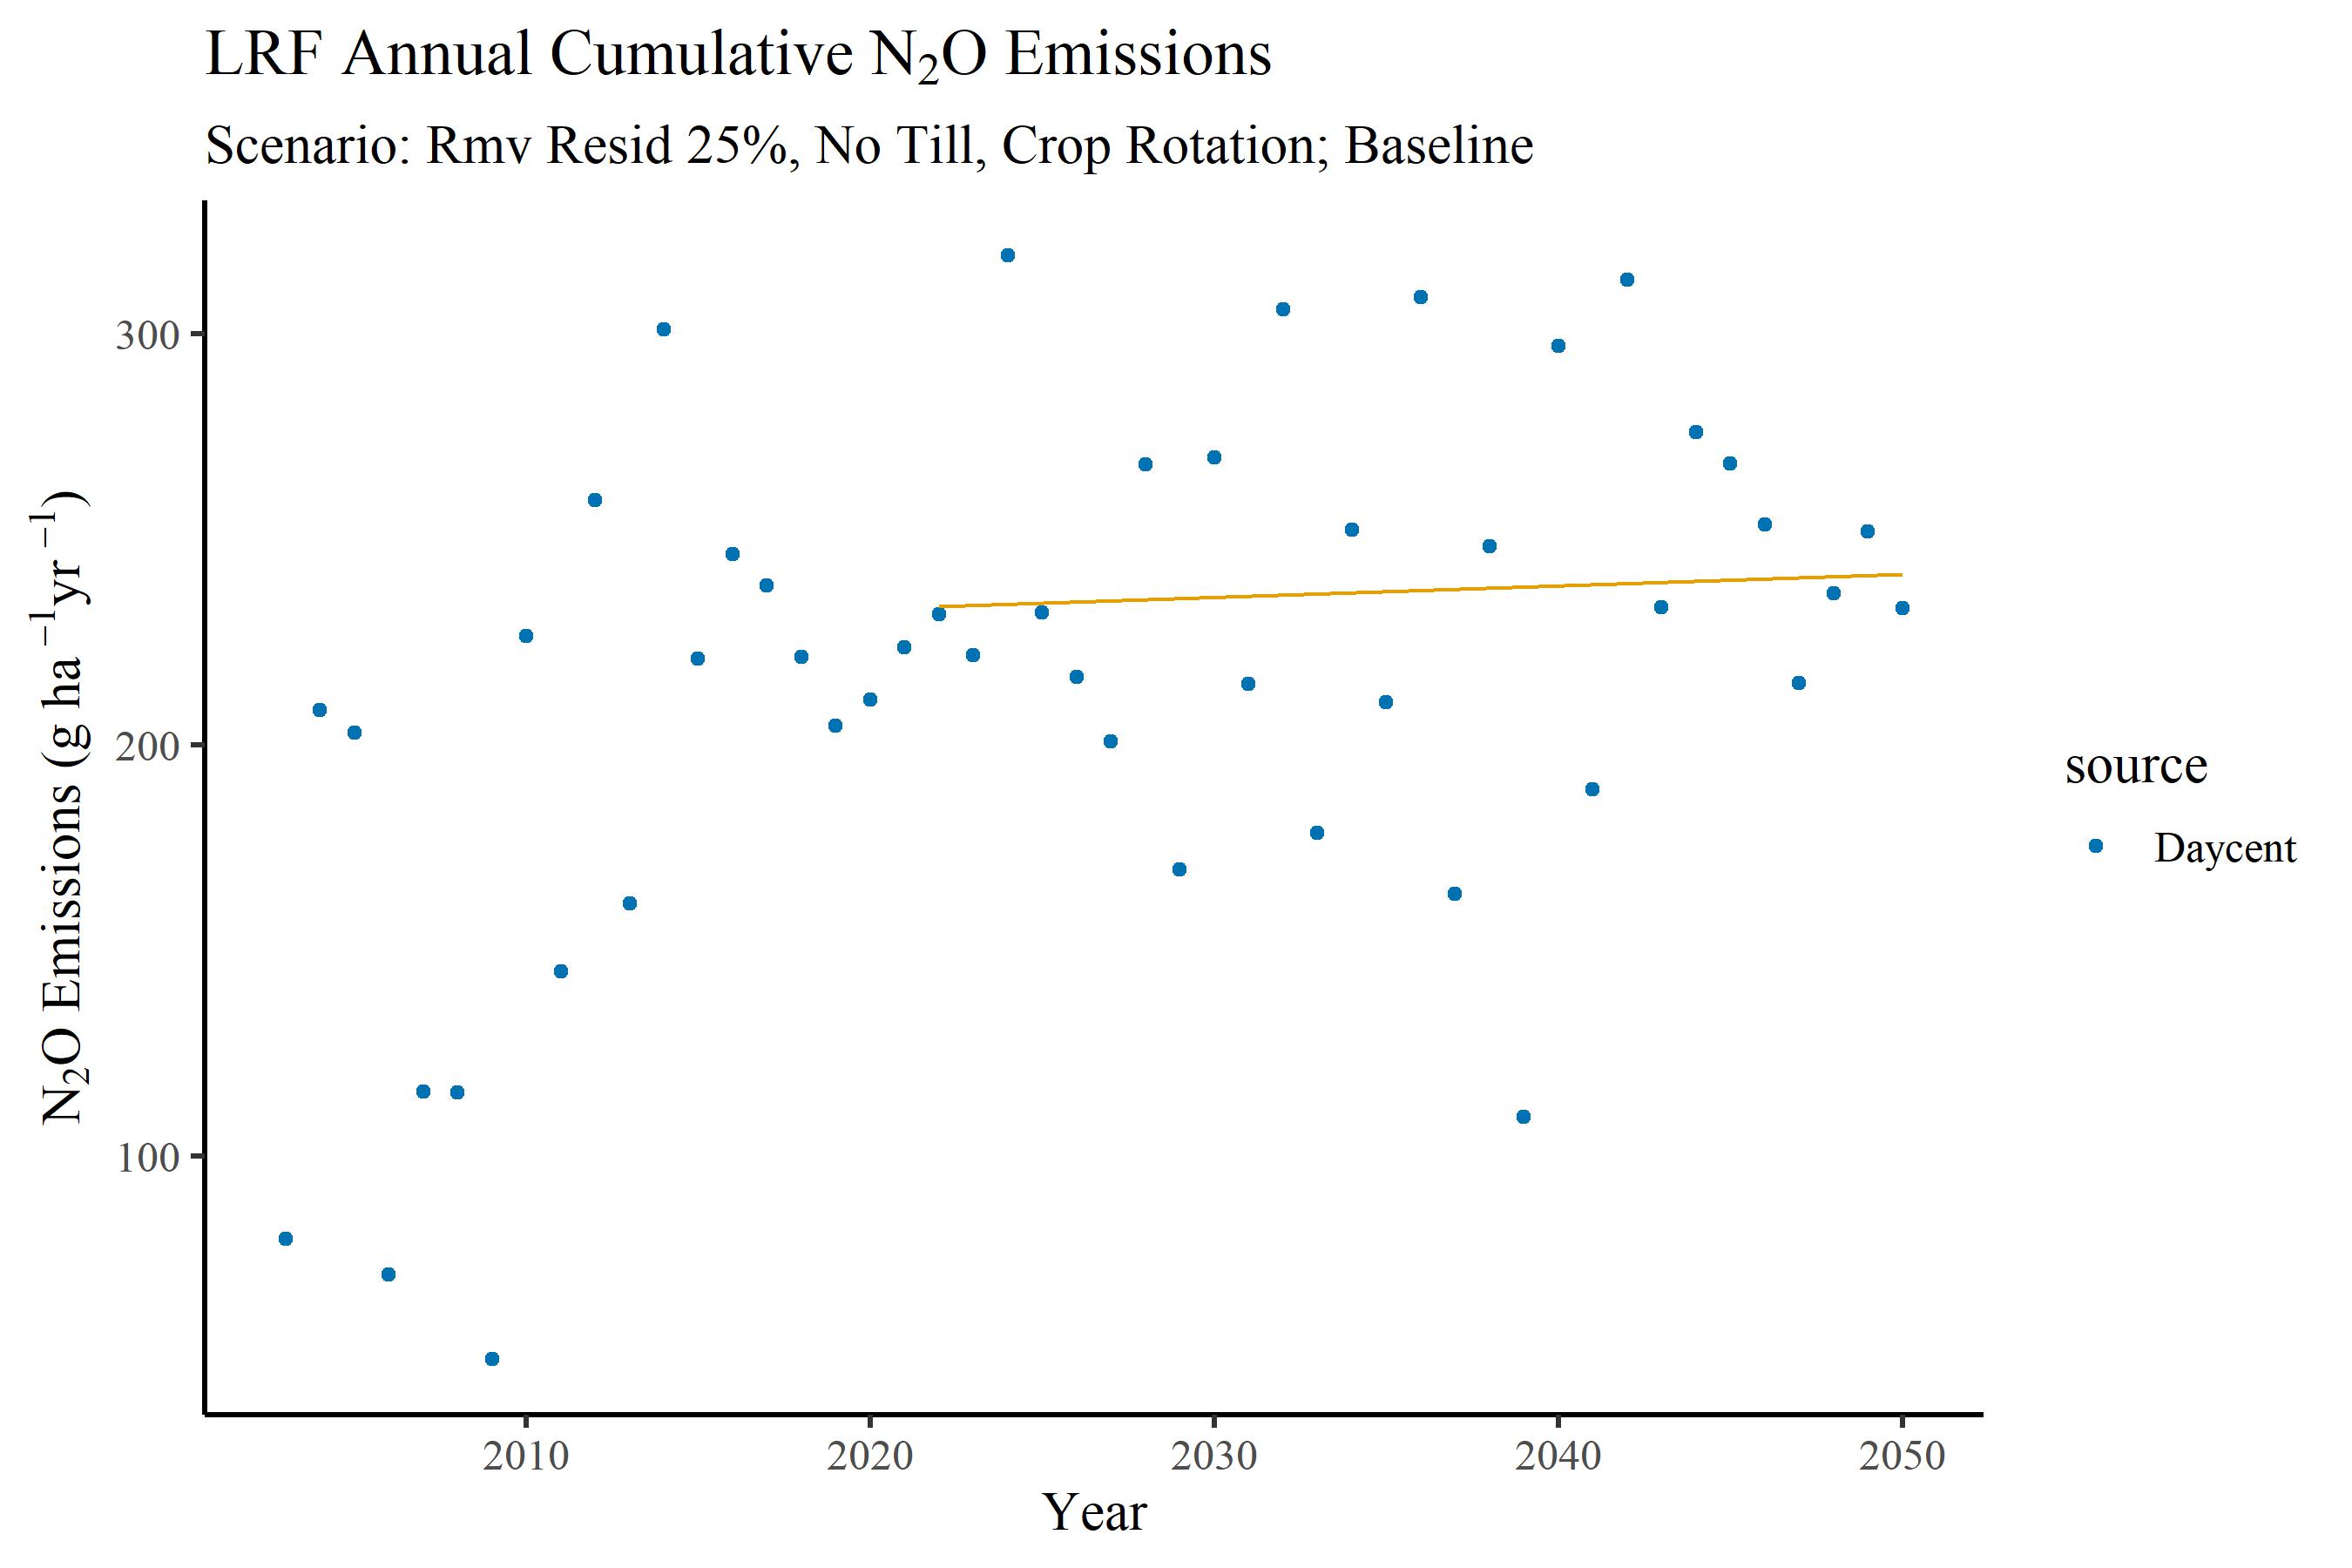 LRF Annual Cumulative N₂O Emissions
Scenario: Rmv Resid 25%, No Till, Crop Rotation; Baseline
N₂O Emissions (g ha ⁻¹yr ⁻¹)
300
200
100
2010 2020 2030 2040 2050
Year
source
Daycent